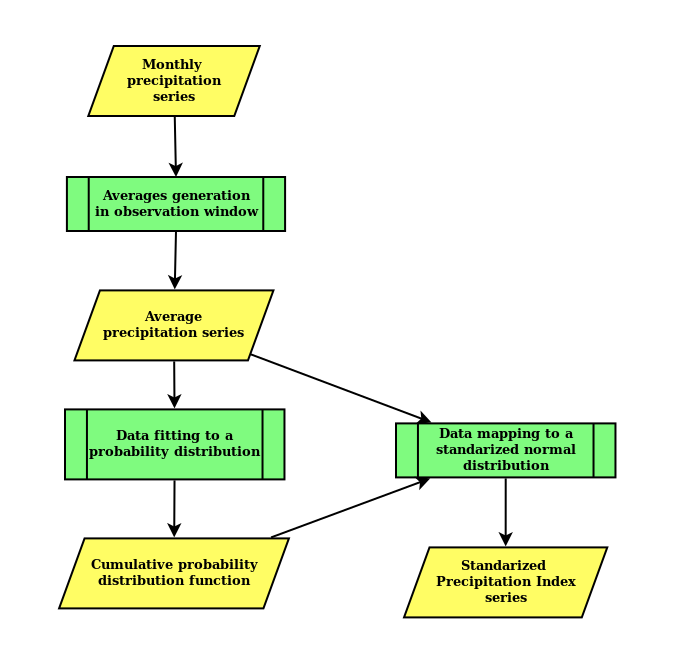 Monthly
precipitation
series
Averages generation
in observation window
Average
precipitation series
Data fitting to a
probability distribution
Data mapping to a
standarized normal
distribution
Cumulative probability
distribution function
Standarized
Precipitation Index
series